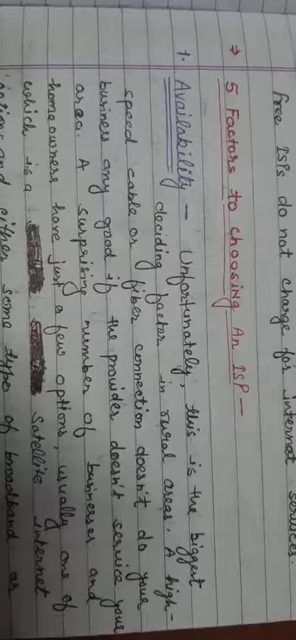 Free ISPs do not charge for internet services.
→ 5 Factors to Choosing An ISP -
1. Availability - Unfortunately, this is the biggest
deciding factor in rural areas. A high-
speed cable or fiber connection doesn't do your
business any good if the provider doesn't service your
area. A surprising number of businesses and
homeowners have just a few options, usually one of
which is a satellite internet
options and either some type of broadband or